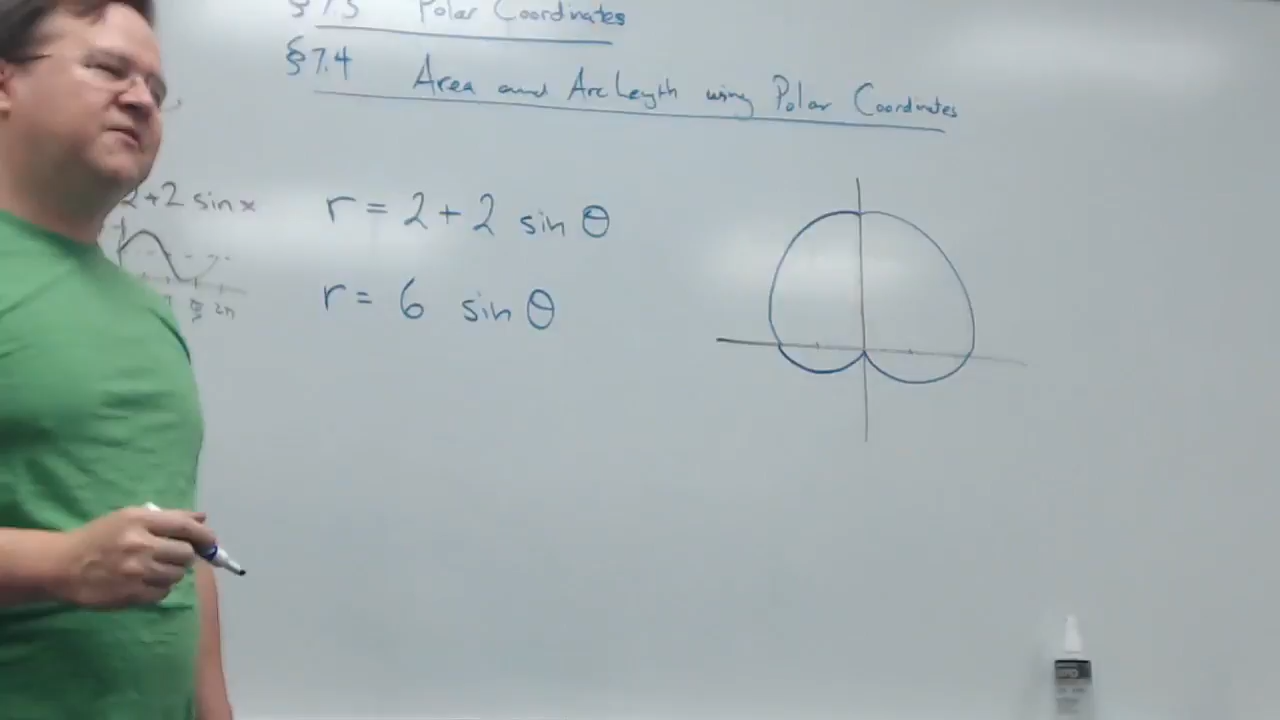 §7.3 Polar Coordinates
§7.4 Area and Arc Length using Polar Coordinates
2+2 sin x
r = 2 + 2 sin θ
r = 6 sin θ
2π